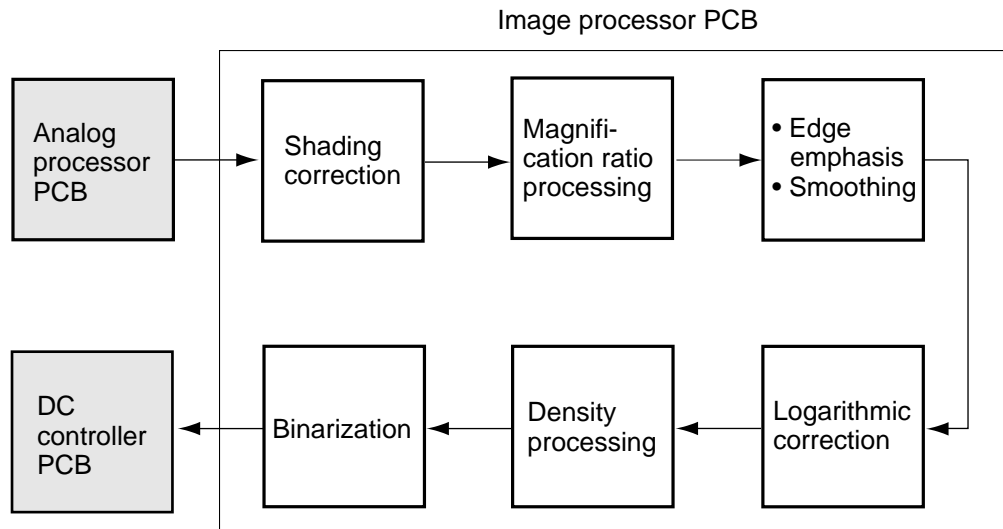 Image processor PCB
Analog
processor
PCB
Shading
correction
Magnifi-
cation ratio
processing
• Edge
emphasis
• Smoothing
DC
controller
PCB
Binarization
Density
processing
Logarithmic
correction